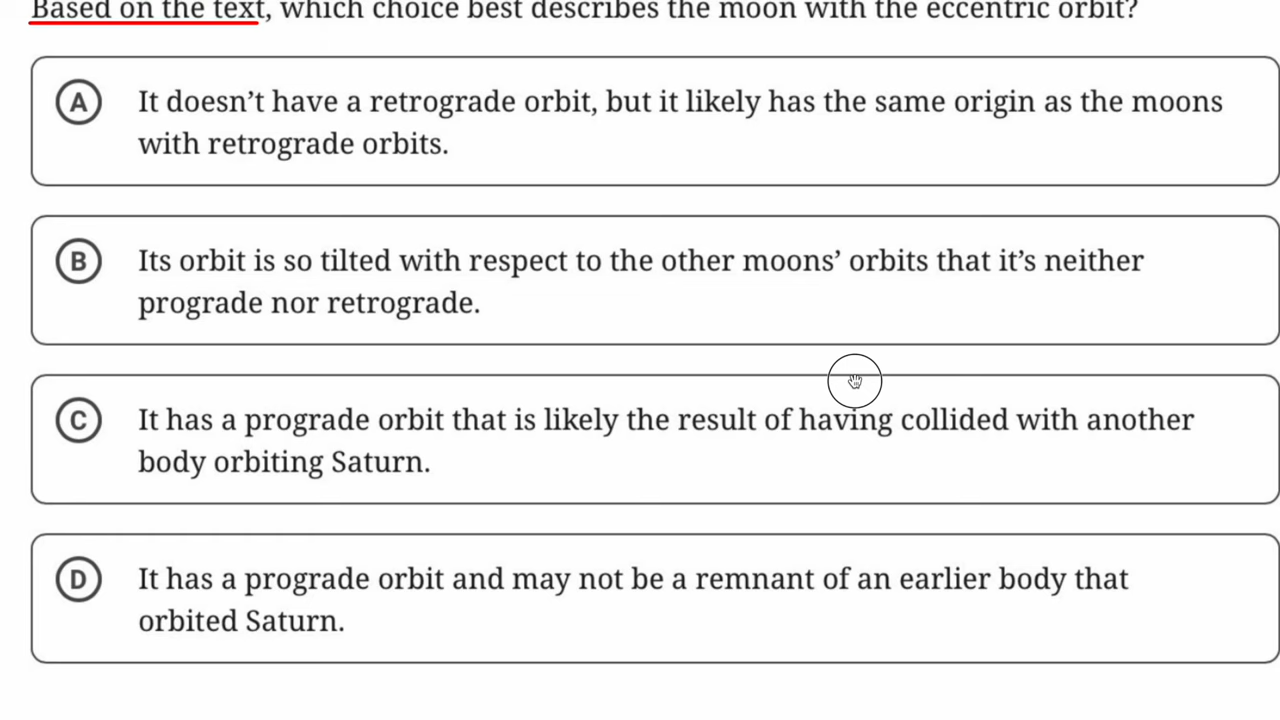 Based on the text, which choice best describes the moon with the eccentric orbit?
A It doesn’t have a retrograde orbit, but it likely has the same origin as the moons
with retrograde orbits.
B Its orbit is so tilted with respect to the other moons’ orbits that it’s neither
prograde nor retrograde.
C It has a prograde orbit that is likely the result of having collided with another
body orbiting Saturn.
D It has a prograde orbit and may not be a remnant of an earlier body that
orbited Saturn.